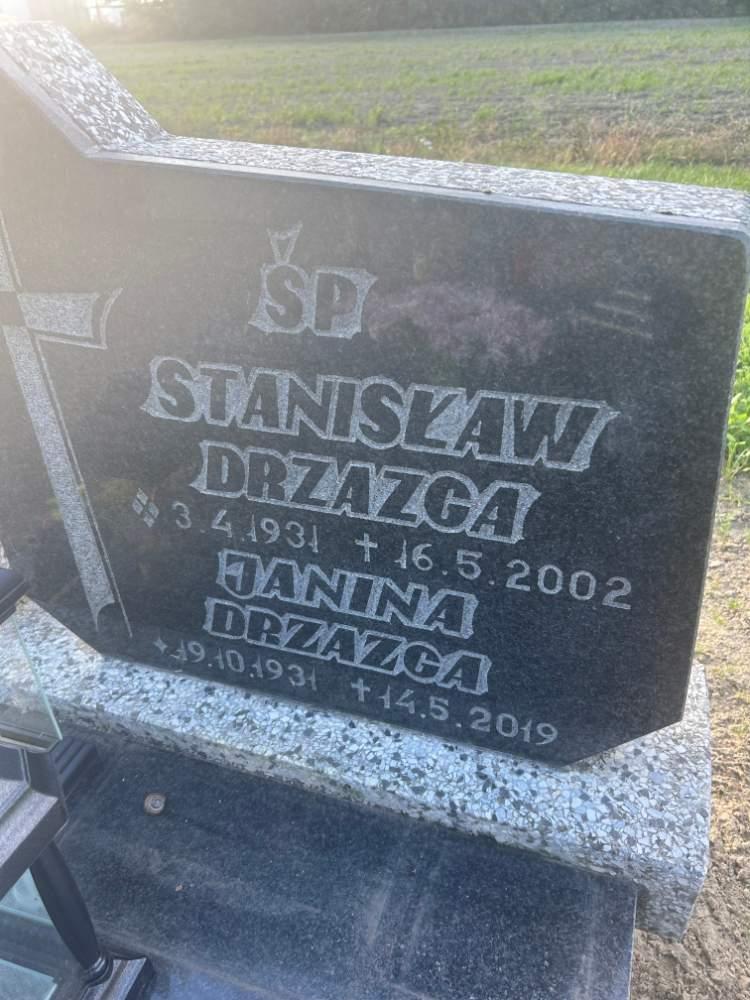 ŚP
STANISŁAW
DRZAZGA
3.4.1931 ✝ 16.5.2002
JANINA
DRZAZGA
19.10.1931 ✝ 14.5.2019